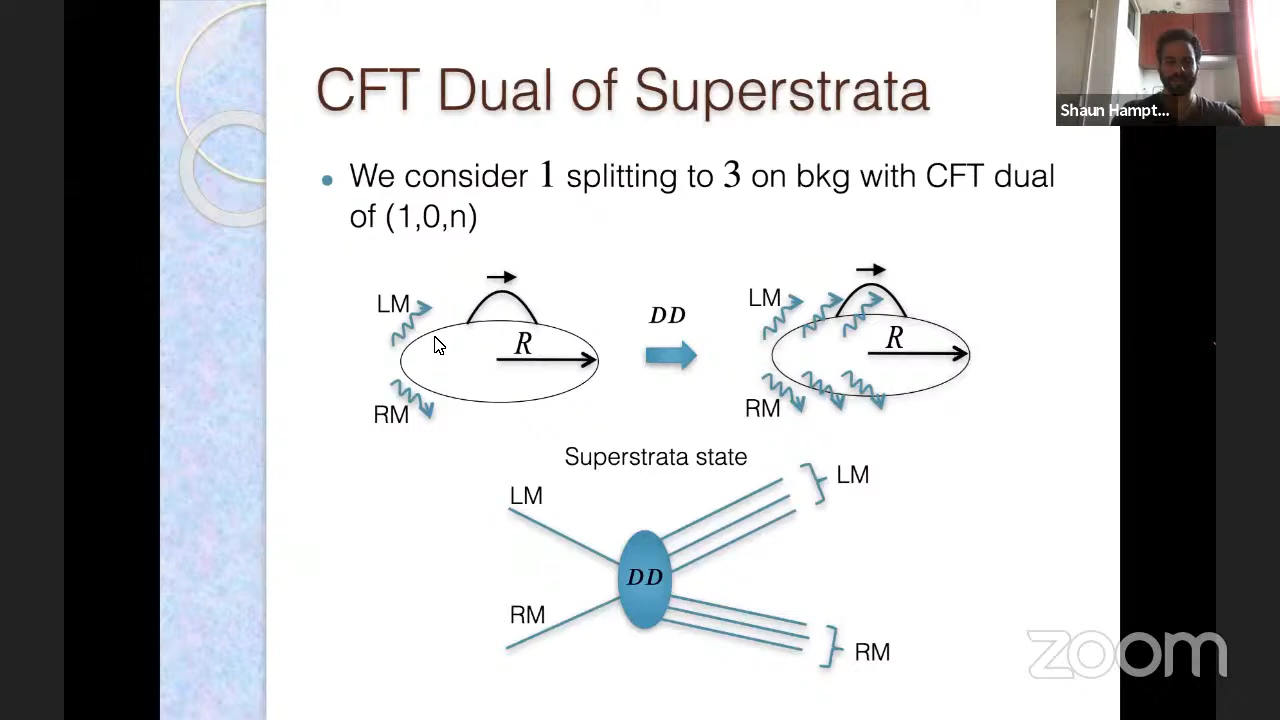 CFT Dual of Superstrata
Shaun Hampt...
• We consider 1 splitting to 3 on bkg with CFT dual
of (1,0,n)
LM
R
RM
DD
LM
R
RM
Superstrata state
LM
RM
DD
LM
RM
zoom